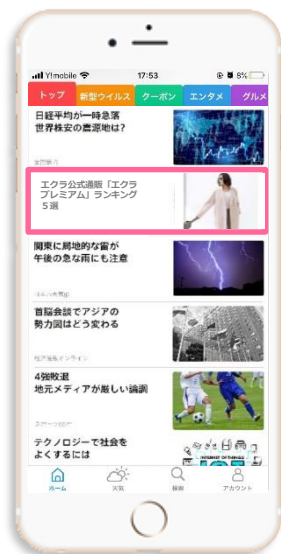 Y!mobile
17:53
8%
トップ
新型ウイルス
クーポン
エンタメ
グルメ
日経平均が一時急落
世界株安の震源地は?
エクラ公式通販「エクラ
プレミアム」ランキング
5選
関東に局地的な雷が
午後の急な雨にも注意
首脳会談でアジアの
勢力図はどう変わる
4強敗退
地元メディアが厳しい論調
テクノロジーで社会を
よくするには
INTERNET OF THINGS
ホーム
天気
検索
アカウント